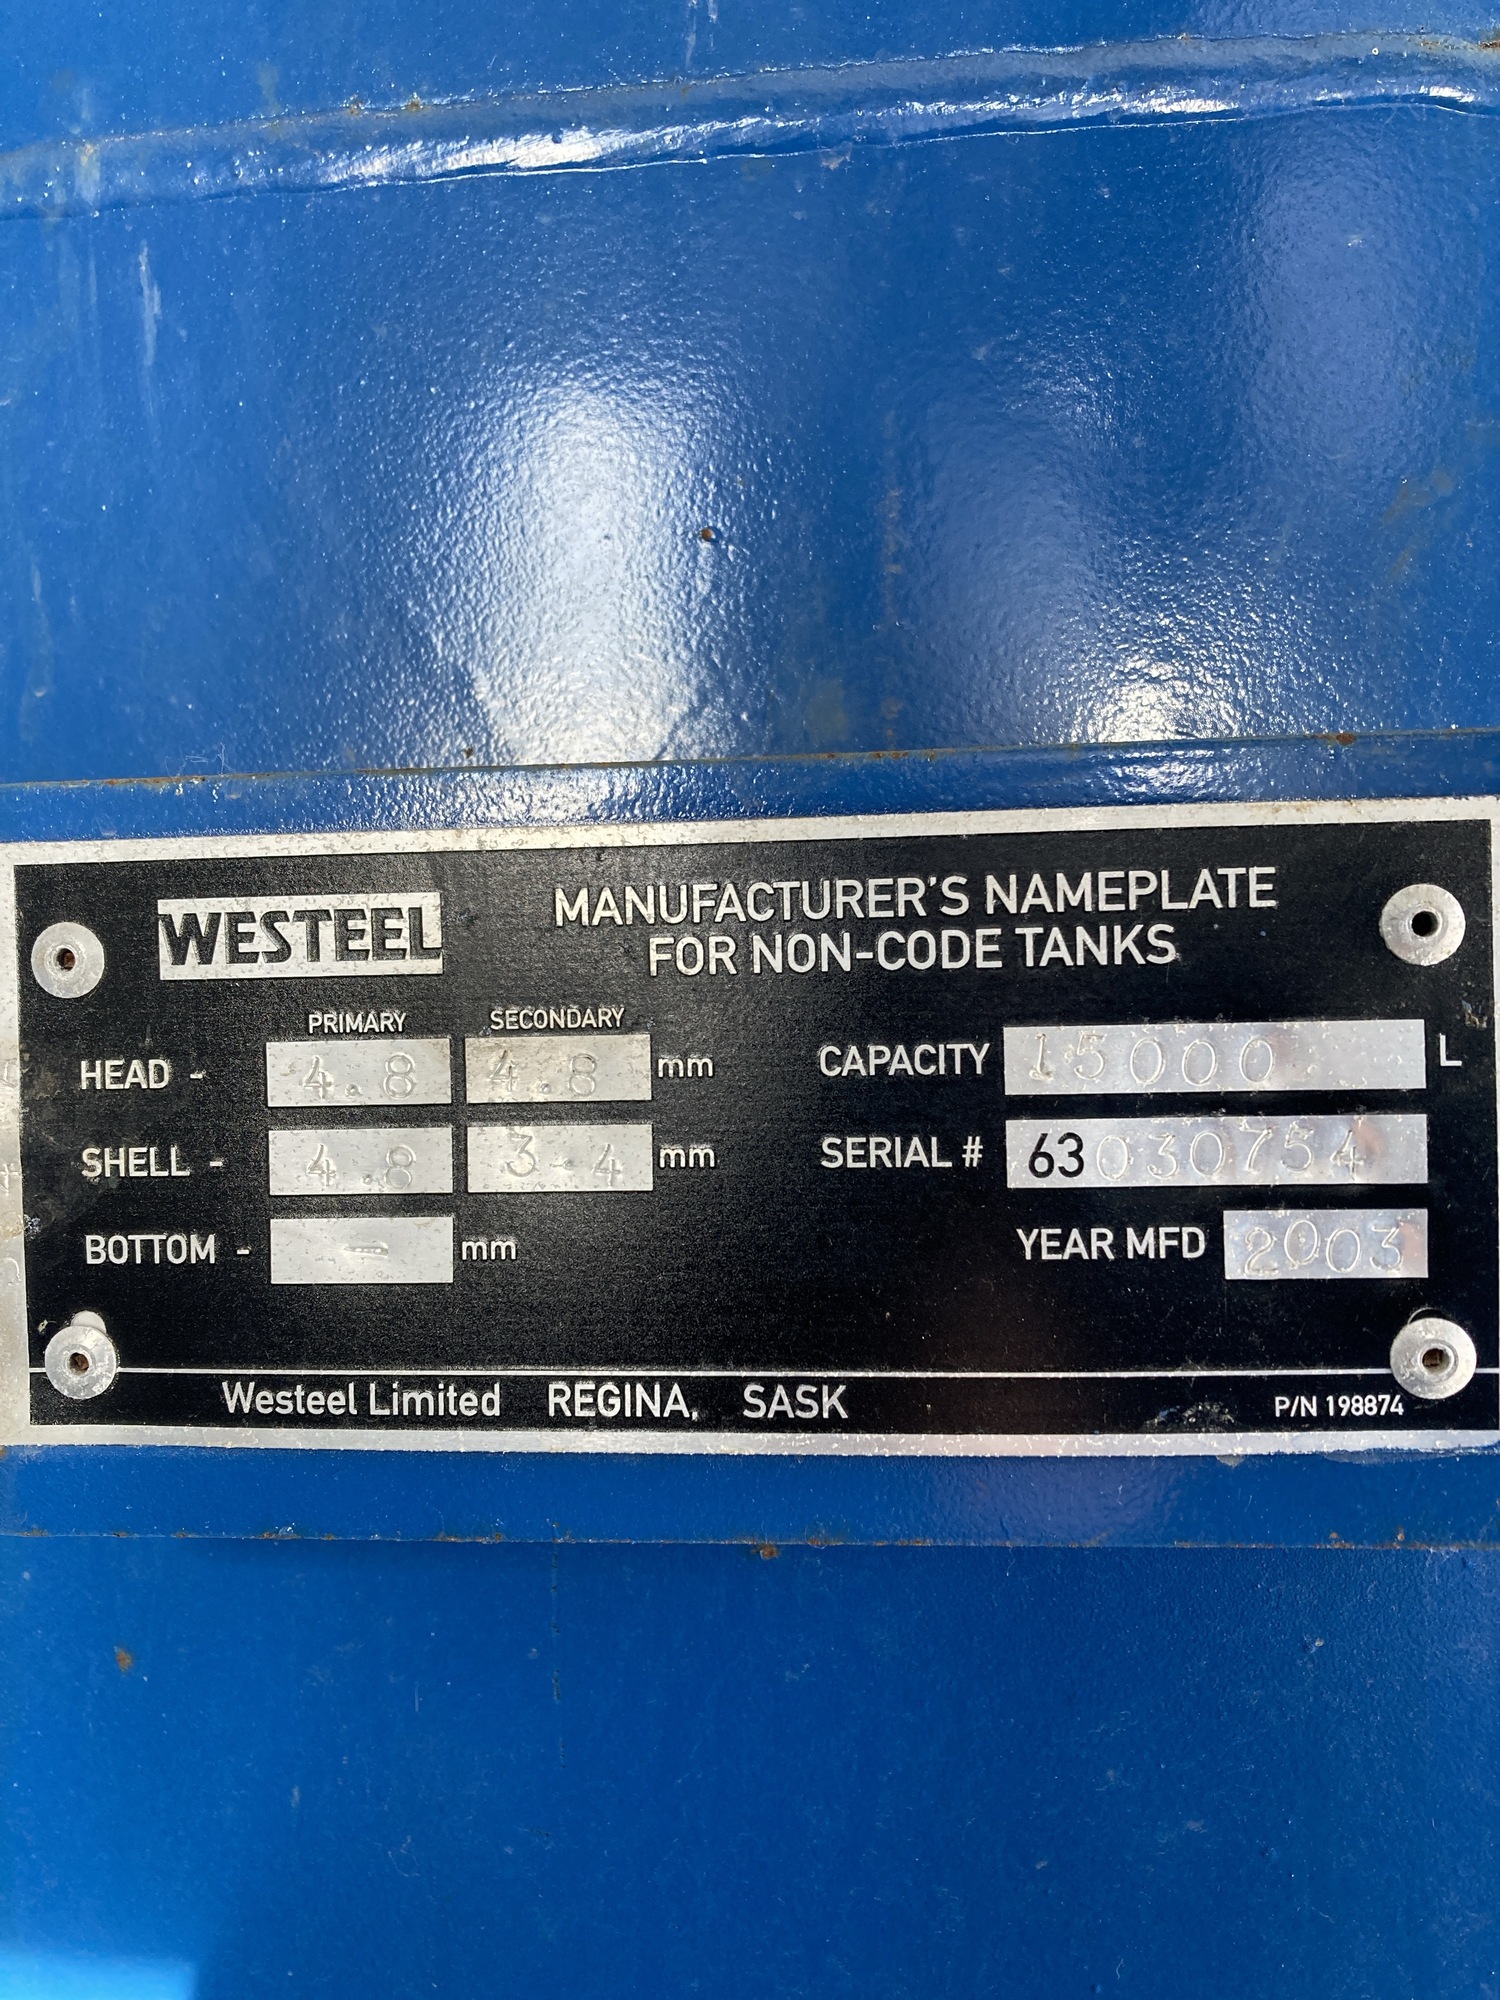 WESTEEL
MANUFACTURER'S NAMEPLATE
FOR NON-CODE TANKS
PRIMARY SECONDARY
HEAD - 4.8 4.8 mm
SHELL - 4.8 3.4 mm
BOTTOM - - mm
CAPACITY 15000 L
SERIAL # 63030754
YEAR MFD 2003
Westeel Limited REGINA, SASK
P/N 198874